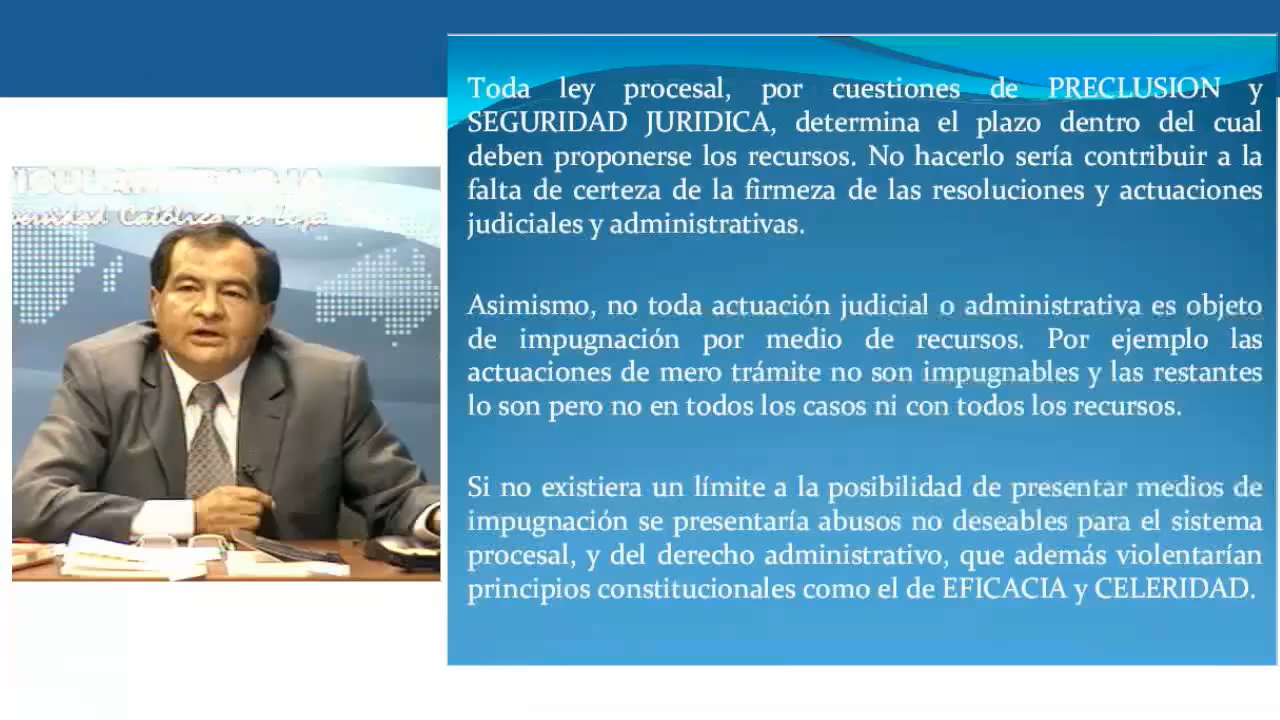 Católica de Loja
Toda ley procesal, por cuestiones de PRECLUSION y
SEGURIDAD JURIDICA, determina el plazo dentro del cual
deben proponerse los recursos. No hacerlo sería contribuir a la
falta de certeza de la firmeza de las resoluciones y actuaciones
judiciales y administrativas.
Asimismo, no toda actuación judicial o administrativa es objeto
de impugnación por medio de recursos. Por ejemplo las
actuaciones de mero trámite no son impugnables y las restantes
lo son pero no en todos los casos ni con todos los recursos.
Si no existiera un límite a la posibilidad de presentar medios de
impugnación se presentaría abusos no deseables para el sistema
procesal, y del derecho administrativo, que además violentarían
principios constitucionales como el de EFICACIA y CELERIDAD.